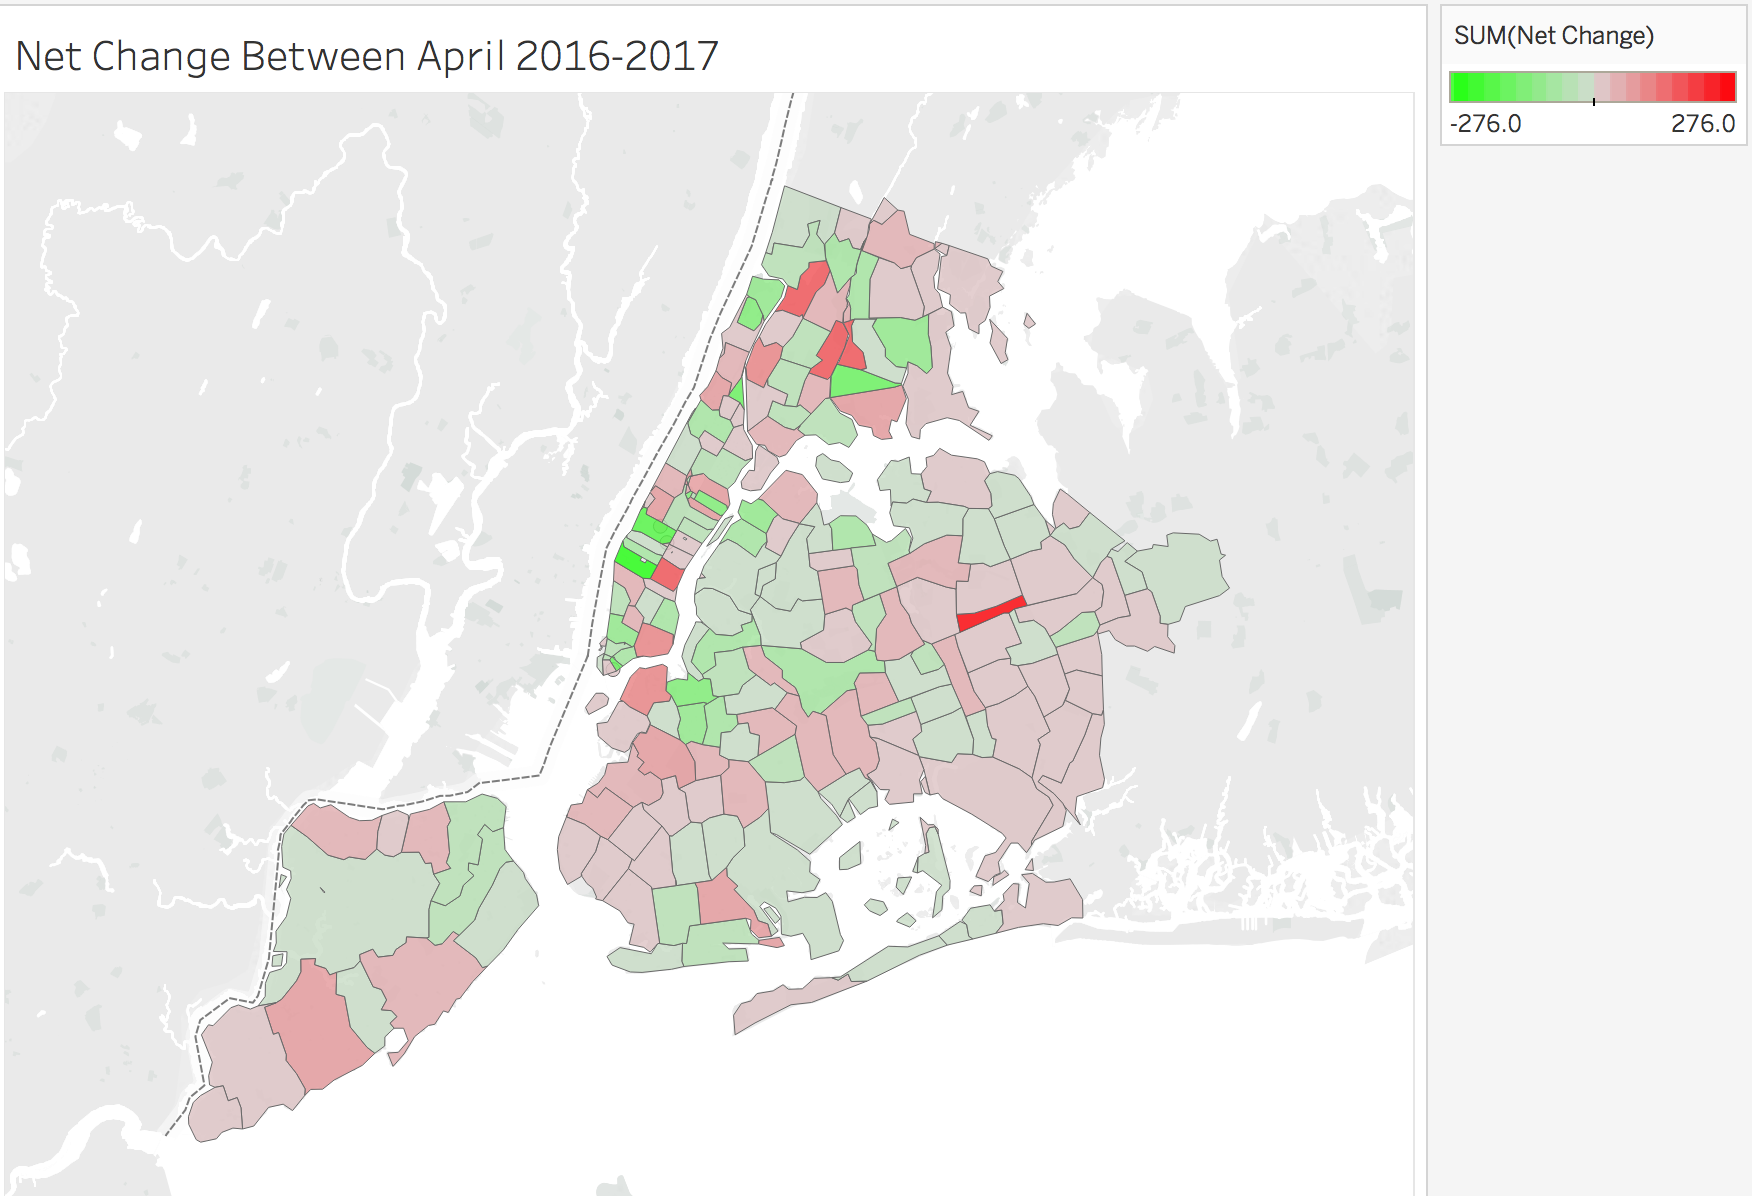 Net Change Between April 2016-2017
SUM(Net Change)
-276.0 276.0